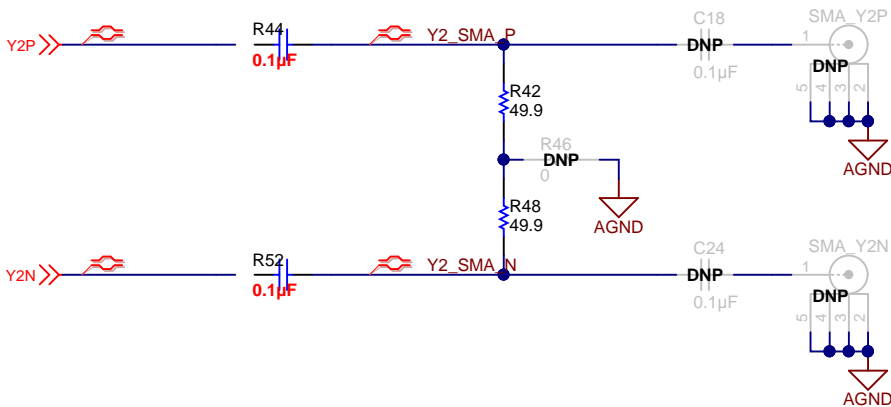 R44
C18
SMA_Y2P
Y2P
Y2_SMA_P
1
DNP
0.1µF
0.1µF
DNP
5
4
3
2
R42
49.9
AGND
R46
DNP
0
R48
49.9
AGND
R52
C24
SMA_Y2N
Y2N
Y2_SMA_N
1
DNP
0.1µF
0.1µF
DNP
5
4
3
2
AGND